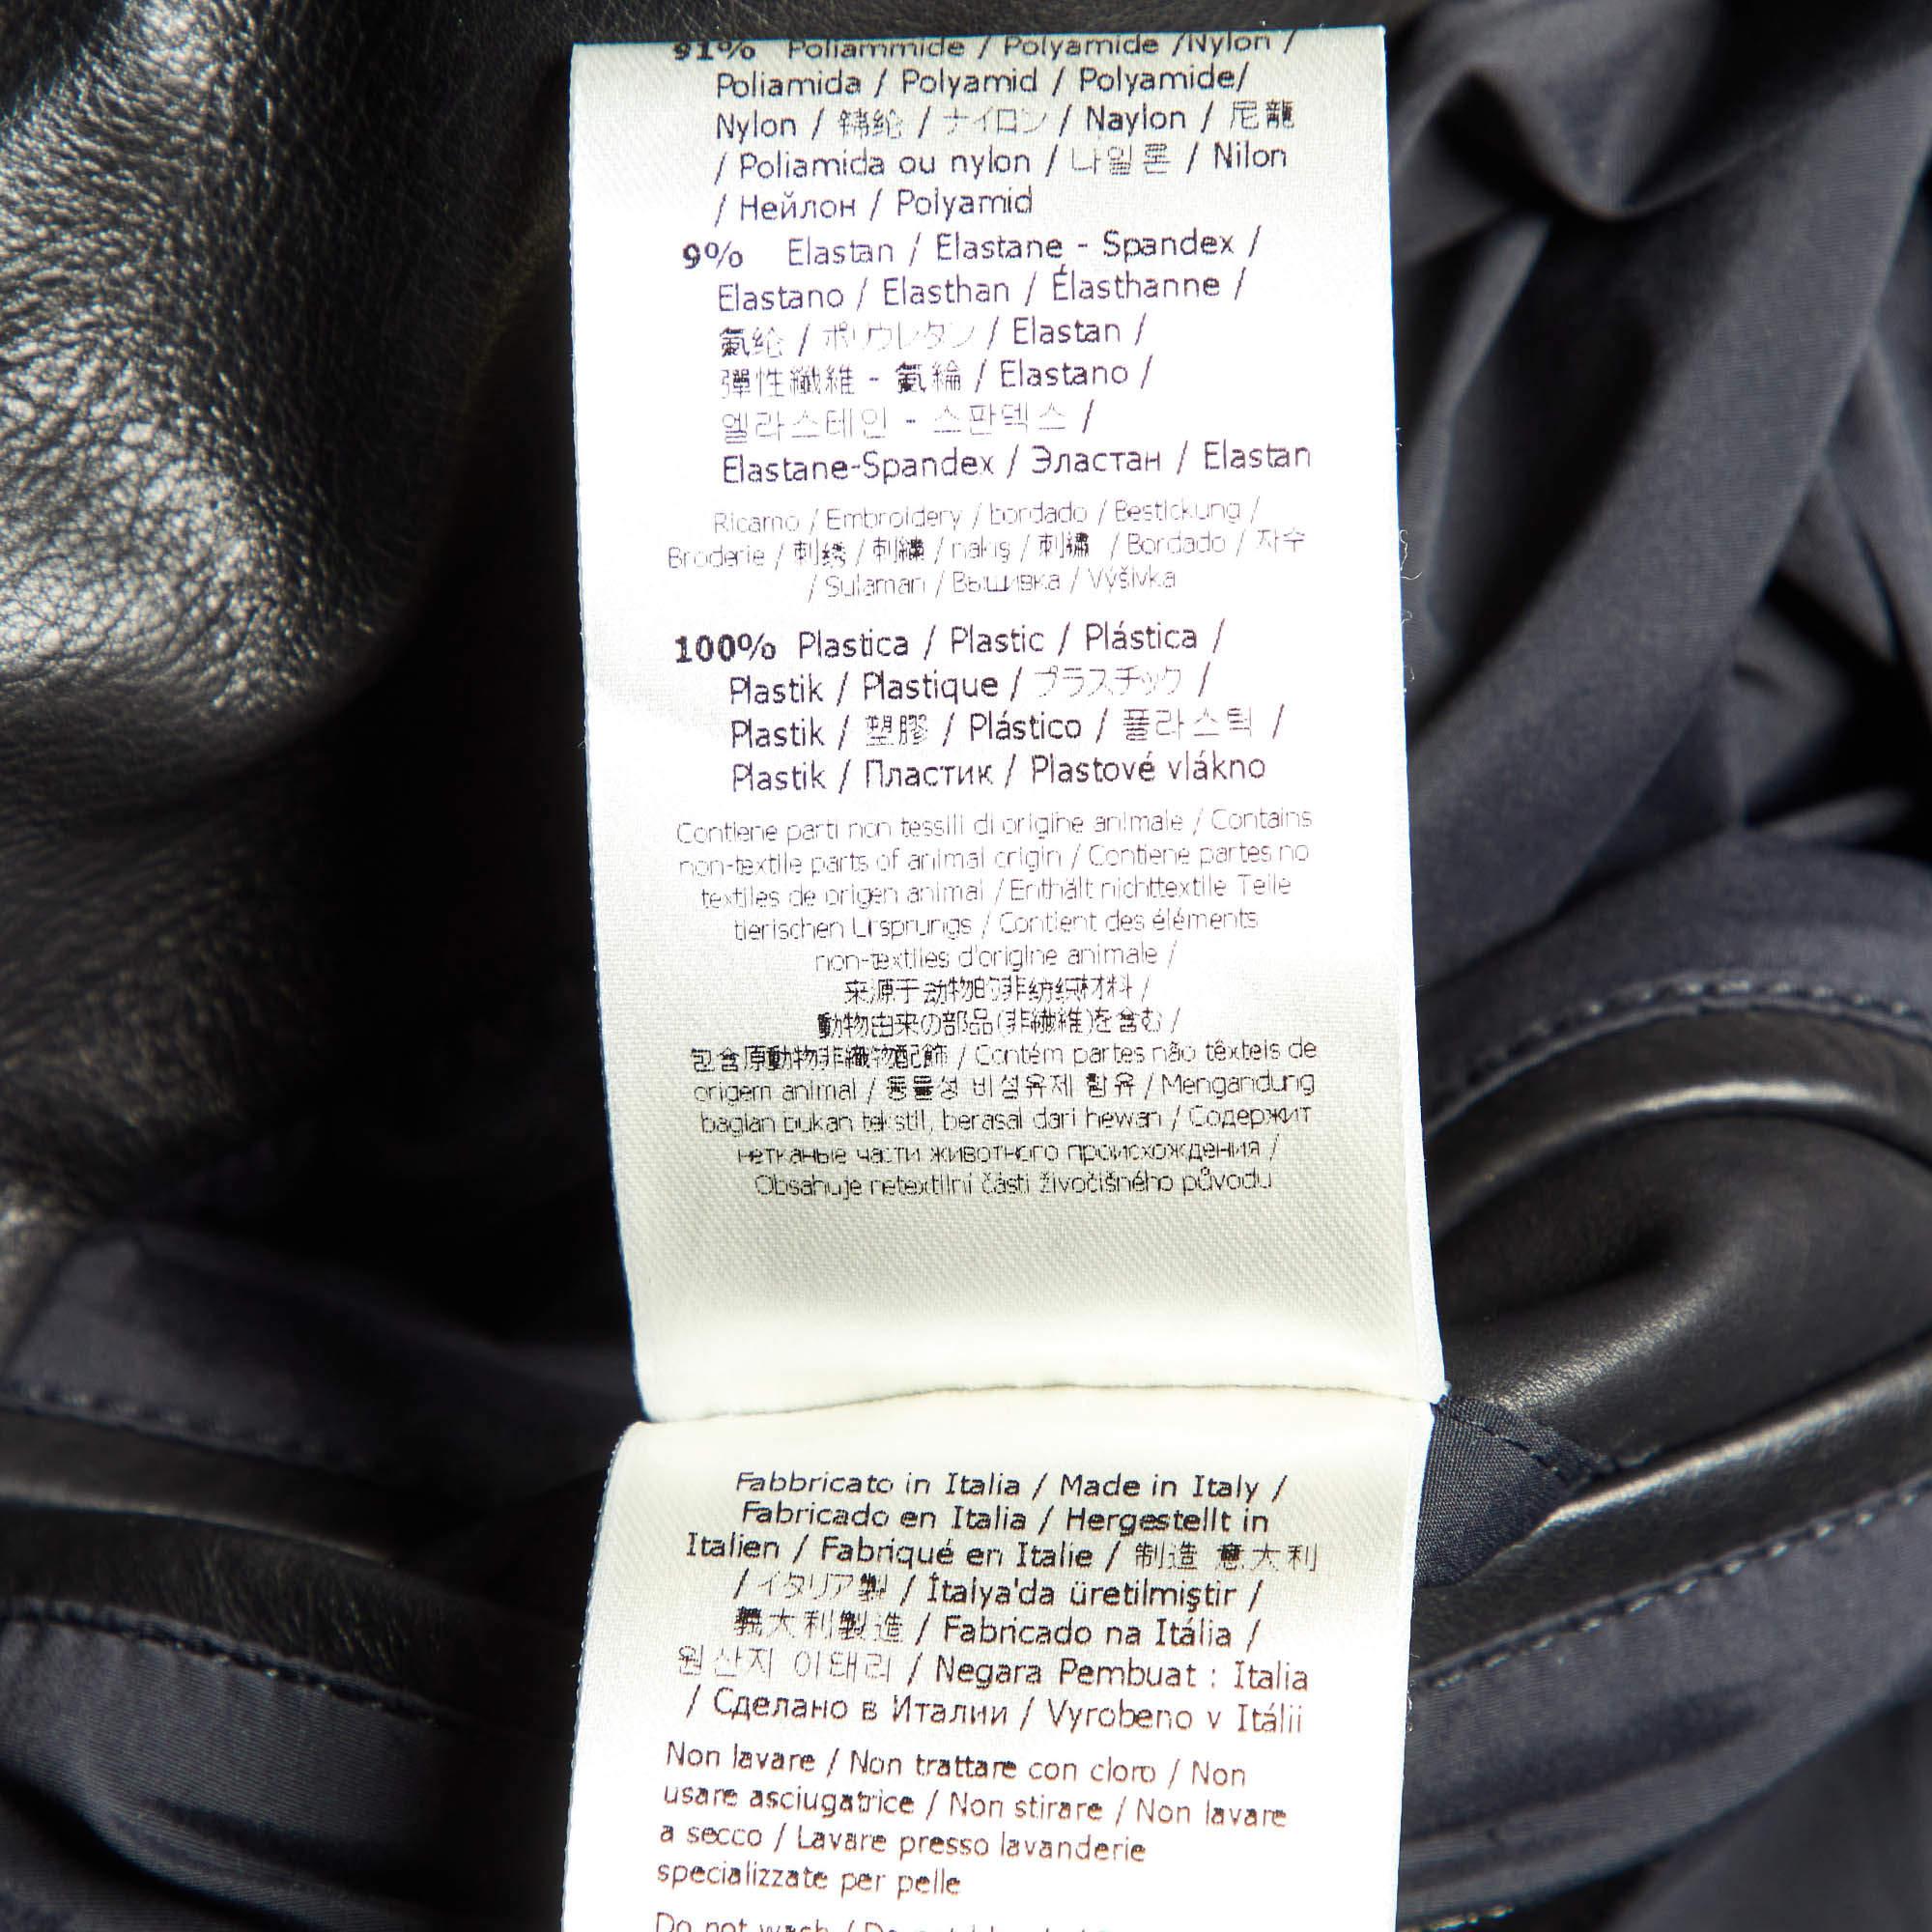 91% Poliammide / Polyamide /Nylon /
Poliamida / Polyamid / Polyamide/
Nylon / 锦纶 / ナイロン / Naylon / 尼龍
/ Poliamida ou nylon / 나일론 / Nilon
/ Нейлон / Polyamid
9% Elastan / Elastane - Spandex /
Elastano / Elasthan / Élasthanne /
氨纶 / ポリウレタン / Elastan /
彈性纖維 - 氨綸 / Elastano /
엘라스테인 - 스판덱스 /
Elastane-Spandex / Эластан / Elastan
Ricamo / Embroidery / bordado / Bestickung /
Broderie / 刺绣 / 刺繍 / nakış / 刺繡 / Bordado / 자수
/ Sulaman / Вышивка / Výšivka
100% Plastica / Plastic / Plástica /
Plastik / Plastique / プラスチック /
Plastik / 塑膠 / Plástico / 플라스틱 /
Plastik / Пластик / Plastové vlákno
Contiene parti non tessili di origine animale / Contains
non-textile parts of animal origin / Contiene partes no
textiles de origen animal / Enthält nichttextile Teile
tierischen Ursprungs / Contient des éléments
non-textiles d'origine animale /
来源于动物的非纺织材料 /
動物由来の部品(非繊維)を含む /
包含原動物非織物配飾 / Contém partes não têxteis de
origem animal / 동물성 비섬유제 함유 / Mengandung
bagian bukan tekstil, berasal dari hewan / Содержит
нетканые части животного происхождения /
Obsahuje netextilní části živočišného původu
Fabbricato in Italia / Made in Italy /
Fabricado en Italia / Hergestellt in
Italien / Fabriqué en Italie / 制造 意大利
/ イタリア製 / İtalya'da üretilmiştir /
義大利製造 / Fabricado na Itália /
원산지 이태리 / Negara Pembuat : Italia
/ Сделано в Италии / Vyrobeno v Itálii
Non lavare / Non trattare con cloro / Non
usare asciugatrice / Non stirare / Non lavare
a secco / Lavare presso lavanderie
specializzate per pelle
Do not wash /